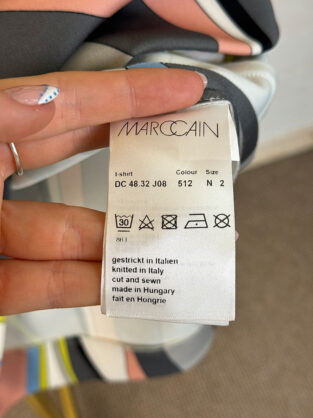 MARCCAIN
t-shirt Colour Size
DC 48.32 J08 512 N 2
30
gestrickt in Italien
knitted in Italy
cut and sewn
made in Hungary
fait en Hongrie